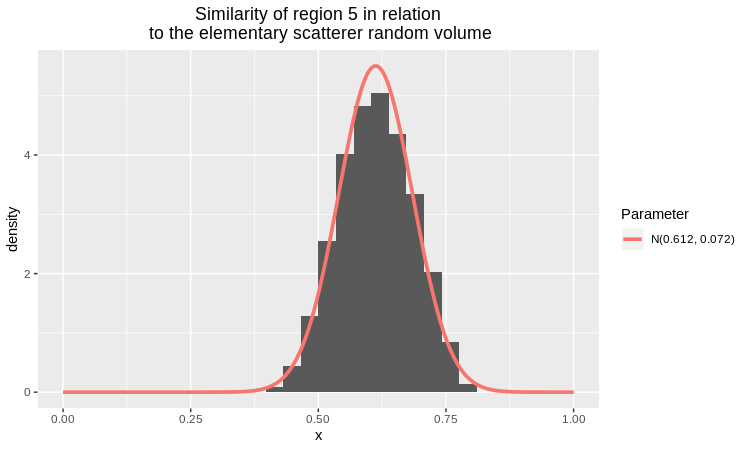 Similarity of region 5 in relation
to the elementary scatterer random volume
density
4
2
0
0.00 0.25 0.50 0.75 1.00
x
Parameter
N(0.612, 0.072)